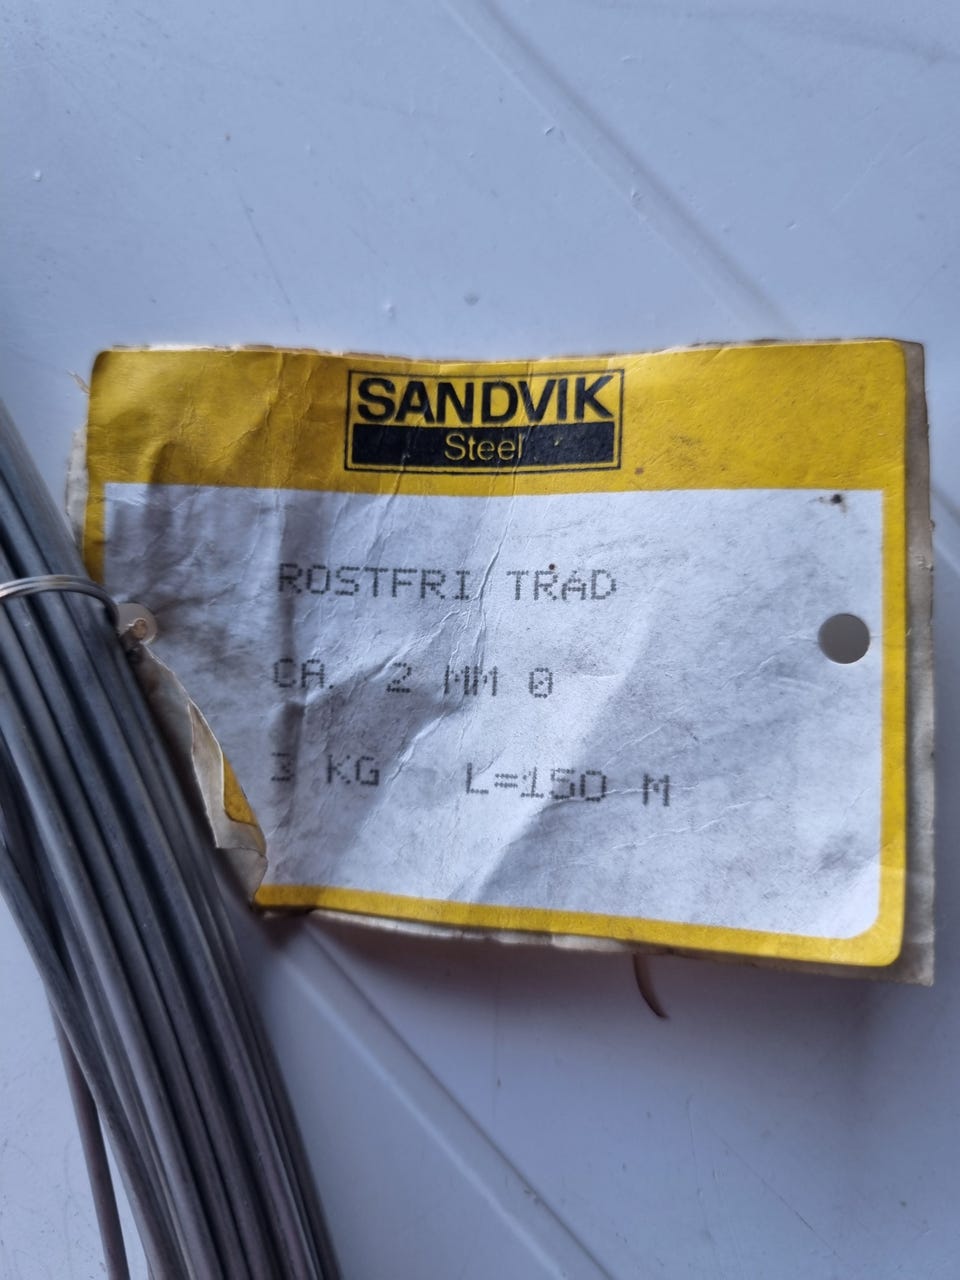 SANDVIK
Steel
ROSTFRI TRÅD
CA. 2 MM Ø
3 KG L=150 M